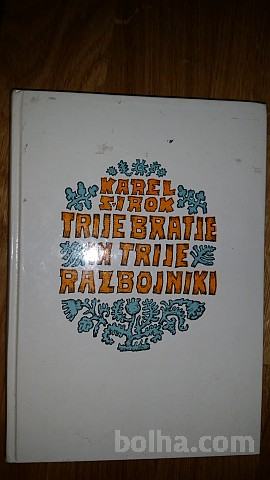 KAREL
ŠIROK
TRIJE BRATJE
IN TRIJE
RAZBOJNIKI
bolha.com